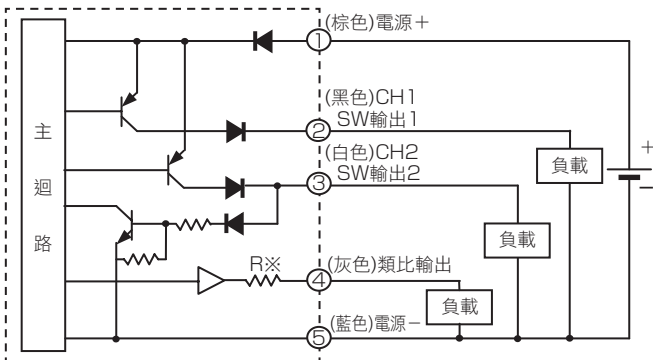 (棕色)電源＋
①
(黑色)CH1
SW輸出1
②
(白色)CH2
SW輸出2
③
主
迴
路
負載
＋
－
負載
R※
(灰色)類比輸出
④
負載
(藍色)電源－
⑤